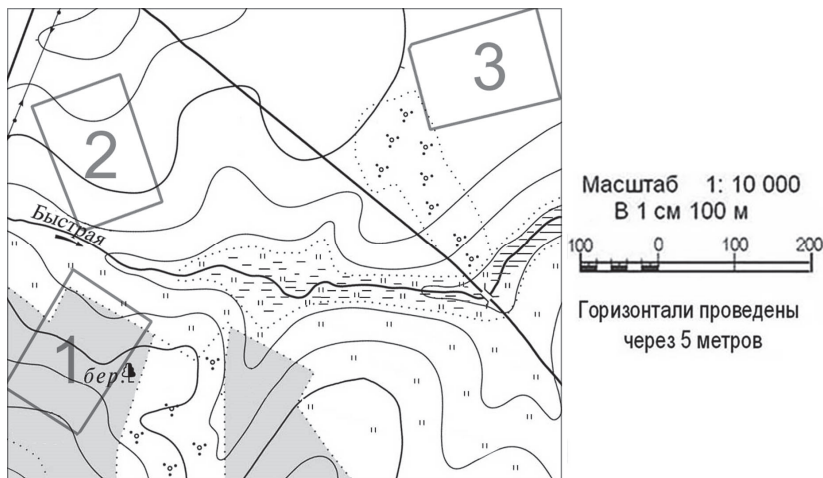 3
2
Быстрая
1
бер.
Масштаб 1: 10 000
В 1 см 100 м
100 0 100 200
Горизонтали проведены
через 5 метров